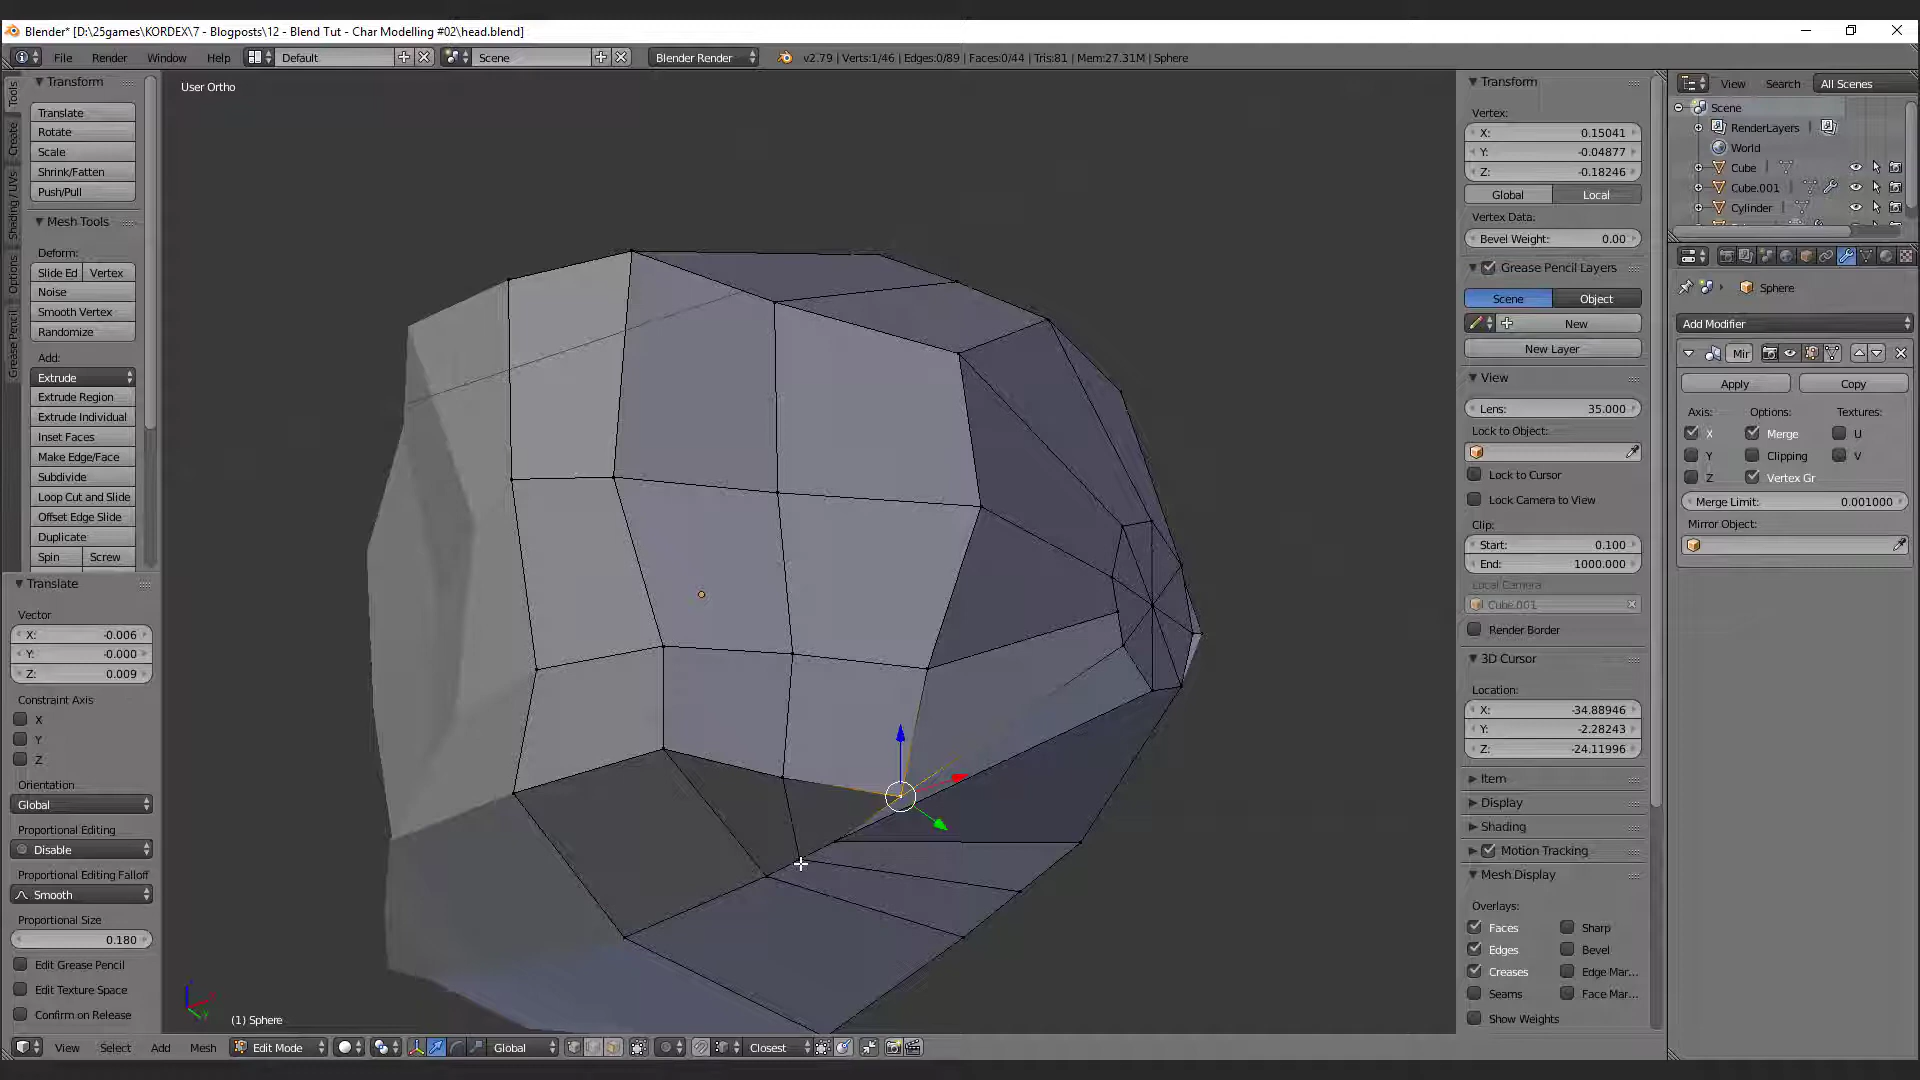 Blender* [D:\25games\KORDEX\7 - Blogposts\12 - Blend Tut - Char Modelling #02\head.blend]
File Render Window Help Default Scene Blender Render v2.79 | Verts:1/46 | Edges:0/89 | Faces:0/44 | Tris:81 | Mem:27.31M | Sphere
Tools
Create
Shading / UVs
Options
Grease Pencil
Transform
Translate
Rotate
Scale
Shrink/Fatten
Push/Pull
Mesh Tools
Deform:
Slide Ed Vertex
Noise
Smooth Vertex
Randomize
Add:
Extrude
Extrude Region
Extrude Individual
Inset Faces
Make Edge/Face
Subdivide
Loop Cut and Slide
Offset Edge Slide
Duplicate
Spin Screw
Translate
Vector
X: -0.006
Y: -0.000
Z: 0.009
Constraint Axis
X
Y
Z
Orientation
Global
Proportional Editing
Disable
Proportional Editing Falloff
Smooth
Proportional Size
0.180
Edit Grease Pencil
Edit Texture Space
Confirm on Release
User Ortho
(1) Sphere
View Select Add Mesh Edit Mode Global Closest
Transform
Vertex:
X: 0.15041
Y: -0.04877
Z: -0.18246
Global Local
Vertex Data:
Bevel Weight: 0.00
Grease Pencil Layers
Scene Object
New
New Layer
View
Lens: 35.000
Lock to Object:
Lock to Cursor
Lock Camera to View
Clip:
Start: 0.100
End: 1000.000
Local Camera
Cube.001
Render Border
3D Cursor
Location:
X: -34.88946
Y: -2.28243
Z: -24.11996
Item
Display
Shading
Motion Tracking
Mesh Display
Overlays:
Faces Sharp
Edges Bevel
Creases Edge Mar...
Seams Face Mar...
Show Weights
View Search All Scenes
Scene
RenderLayers
World
Cube
Cube.001
Cylinder
Sphere
Add Modifier
Mir
Apply Copy
Axis: Options: Textures:
X Merge U
Y Clipping V
Z Vertex Gr
Merge Limit: 0.001000
Mirror Object: